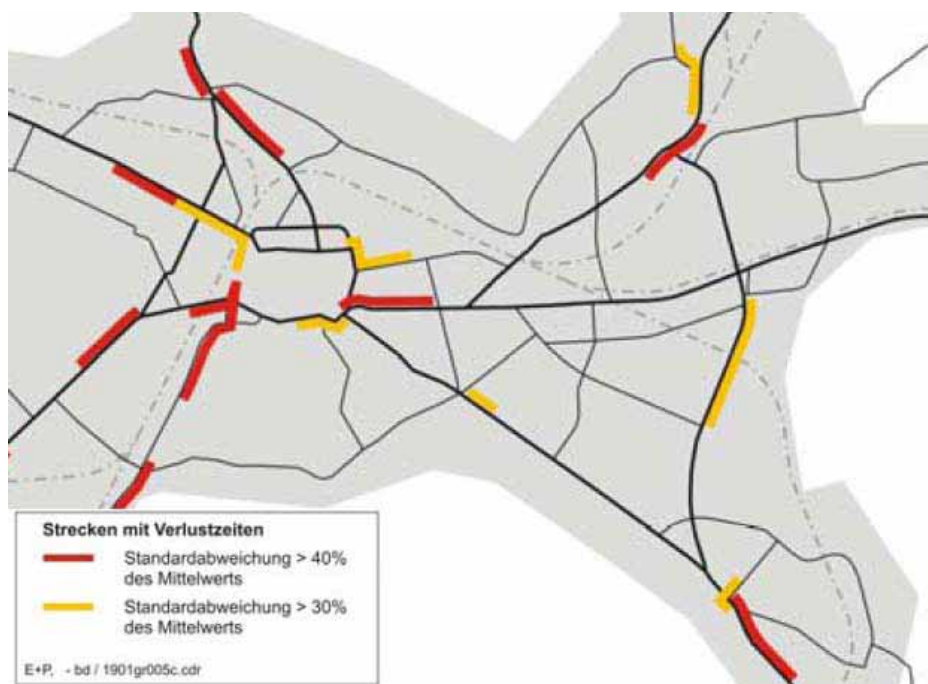 Strecken mit Verlustzeiten
Standardabweichung > 40%
des Mittelwerts
Standardabweichung > 30%
des Mittelwerts
E+P, - bd / 1901gr005c.cdr